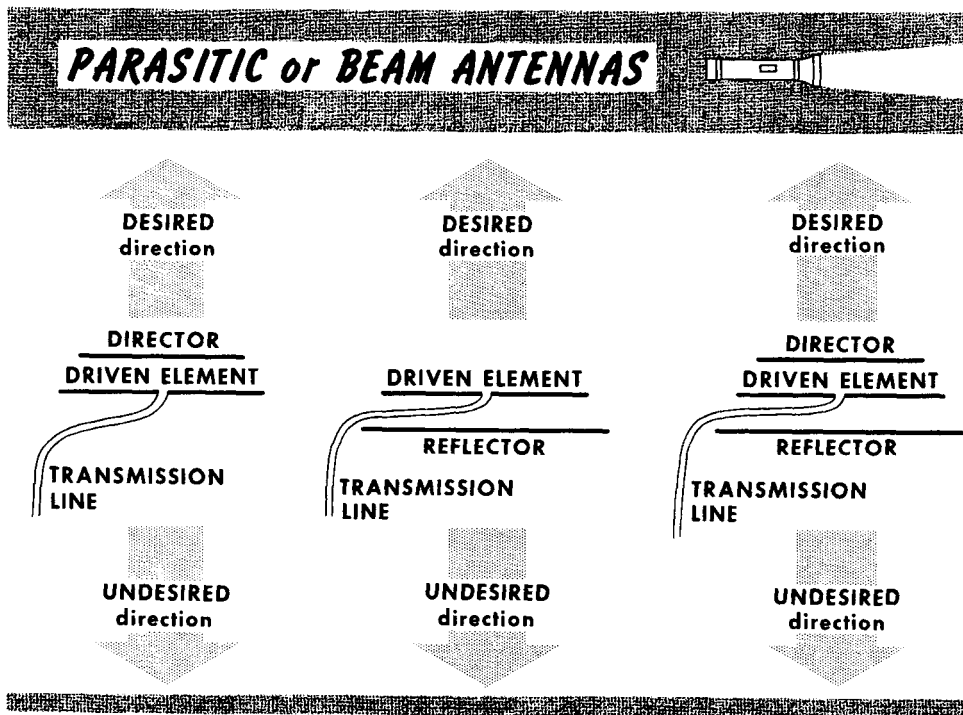 PARASITIC or BEAM ANTENNAS
DESIRED
direction
DIRECTOR
DRIVEN ELEMENT
TRANSMISSION
LINE
UNDESIRED
direction
DESIRED
direction
DRIVEN ELEMENT
REFLECTOR
TRANSMISSION
LINE
UNDESIRED
direction
DESIRED
direction
DIRECTOR
DRIVEN ELEMENT
REFLECTOR
TRANSMISSION
LINE
UNDESIRED
direction